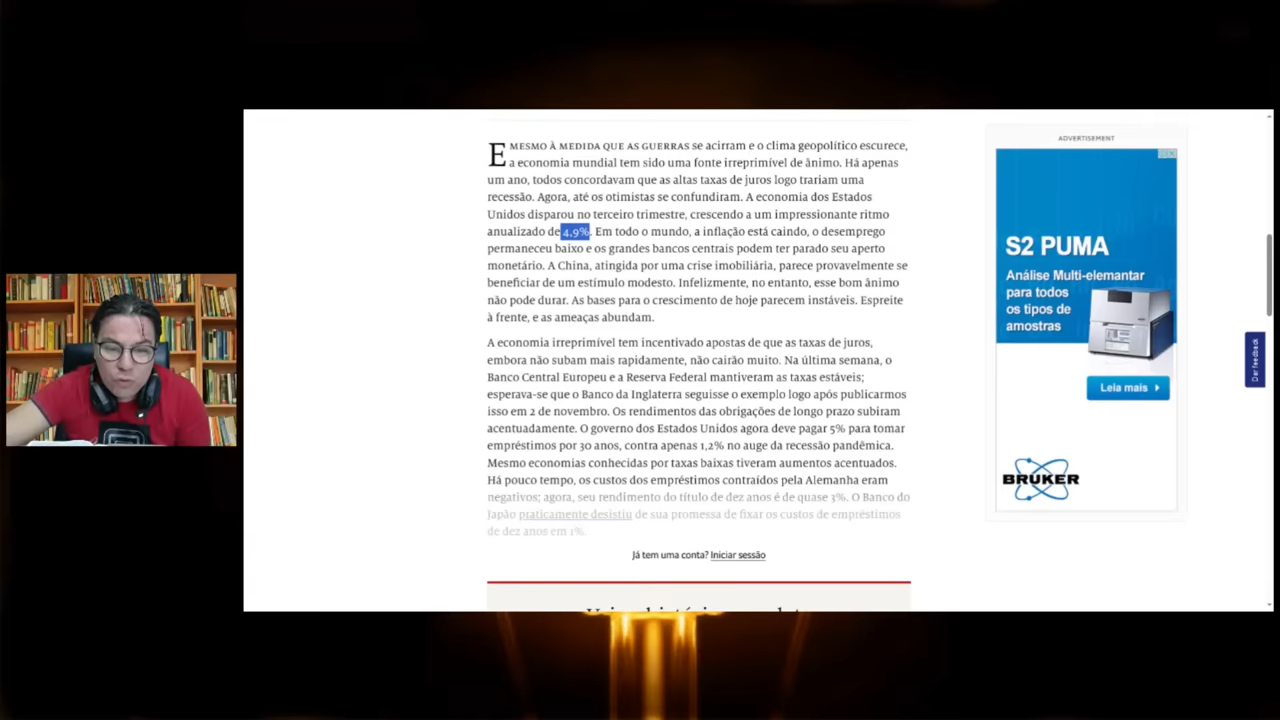 E MESMO À MEDIDA QUE AS GUERRAS se acirram e o clima geopolítico escurece,
a economia mundial tem sido uma fonte irreprimível de ânimo. Há apenas
um ano, todos concordavam que as altas taxas de juros logo trariam uma
recessão. Agora, até os otimistas se confundiram. A economia dos Estados
Unidos disparou no terceiro trimestre, crescendo a um impressionante ritmo
anualizado de 4,9%. Em todo o mundo, a inflação está caindo, o desemprego
permaneceu baixo e os grandes bancos centrais podem ter parado seu aperto
monetário. A China, atingida por uma crise imobiliária, parece provavelmente se
beneficiar de um estímulo modesto. Infelizmente, no entanto, esse bom ânimo
não pode durar. As bases para o crescimento de hoje parecem instáveis. Espreite
à frente, e as ameaças abundam.
A economia irreprimível tem incentivado apostas de que as taxas de juros,
embora não subam mais rapidamente, não cairão muito. Na última semana, o
Banco Central Europeu e a Reserva Federal mantiveram as taxas estáveis;
esperava-se que o Banco da Inglaterra seguisse o exemplo logo após publicarmos
isso em 2 de novembro. Os rendimentos das obrigações de longo prazo subiram
acentuadamente. O governo dos Estados Unidos agora deve pagar 5% para tomar
empréstimos por 30 anos, contra apenas 1,2% no auge da recessão pandêmica.
Mesmo economias conhecidas por taxas baixas tiveram aumentos acentuados.
Há pouco tempo, os custos dos empréstimos contraídos pela Alemanha eram
negativos; agora, seu rendimento do título de dez anos é de quase 3%. O Banco do
Japão praticamente desistiu de sua promessa de fixar os custos de empréstimos
de dez anos em 1%.
Já tem uma conta? Iniciar sessão
ADVERTISEMENT
S2 PUMA
Análise Multi-elemantar
para todos
os tipos de
amostras
Leia mais
BRUKER
Dar feedback